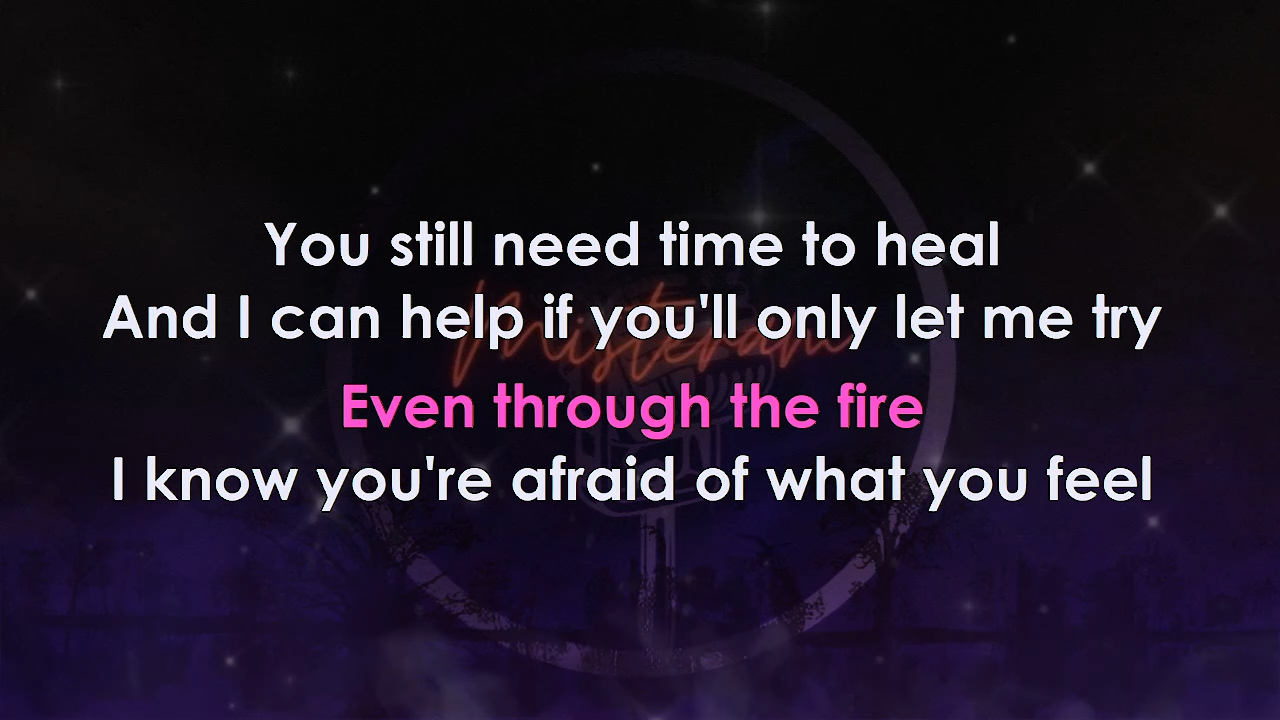 You still need time to heal
And I can help if you'll only let me try
Misteram
Even through the fire
I know you're afraid of what you feel